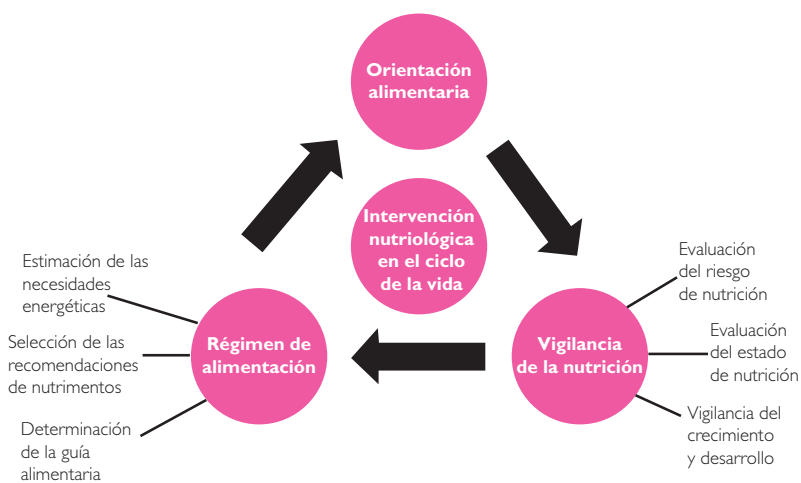 Orientación
alimentaria
Intervención
nutriológica
en el ciclo
de la vida
Estimación de las
necesidades
energéticas
Selección de las
recomendaciones
de nutrimentos
Determinación
de la guía
alimentaria
Régimen de
alimentación
Vigilancia
de la nutrición
Evaluación
del riesgo
de nutrición
Evaluación
del estado
de nutrición
Vigilancia del
crecimiento
y desarrollo